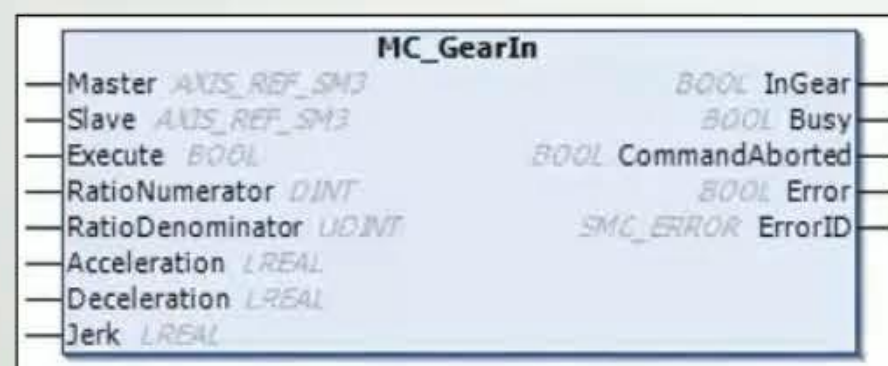 MC_GearIn
Master AXIS_REF_SM3 BOOL InGear
Slave AXIS_REF_SM3 BOOL Busy
Execute BOOL BOOL CommandAborted
RatioNumerator DINT BOOL Error
RatioDenominator UDINT SMC_ERROR ErrorID
Acceleration LREAL
Deceleration LREAL
Jerk LREAL